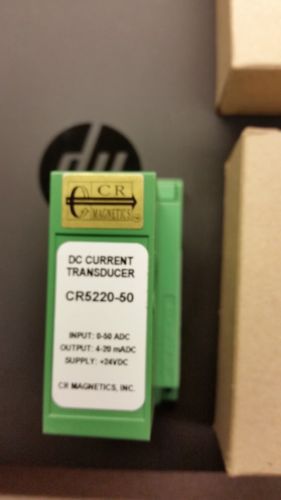 hp
CR
MAGNETICS
DC CURRENT
TRANSDUCER
CR5220-50
INPUT: 0-50 ADC
OUTPUT: 4-20 mADC
SUPPLY: +24VDC
CR MAGNETICS, INC.